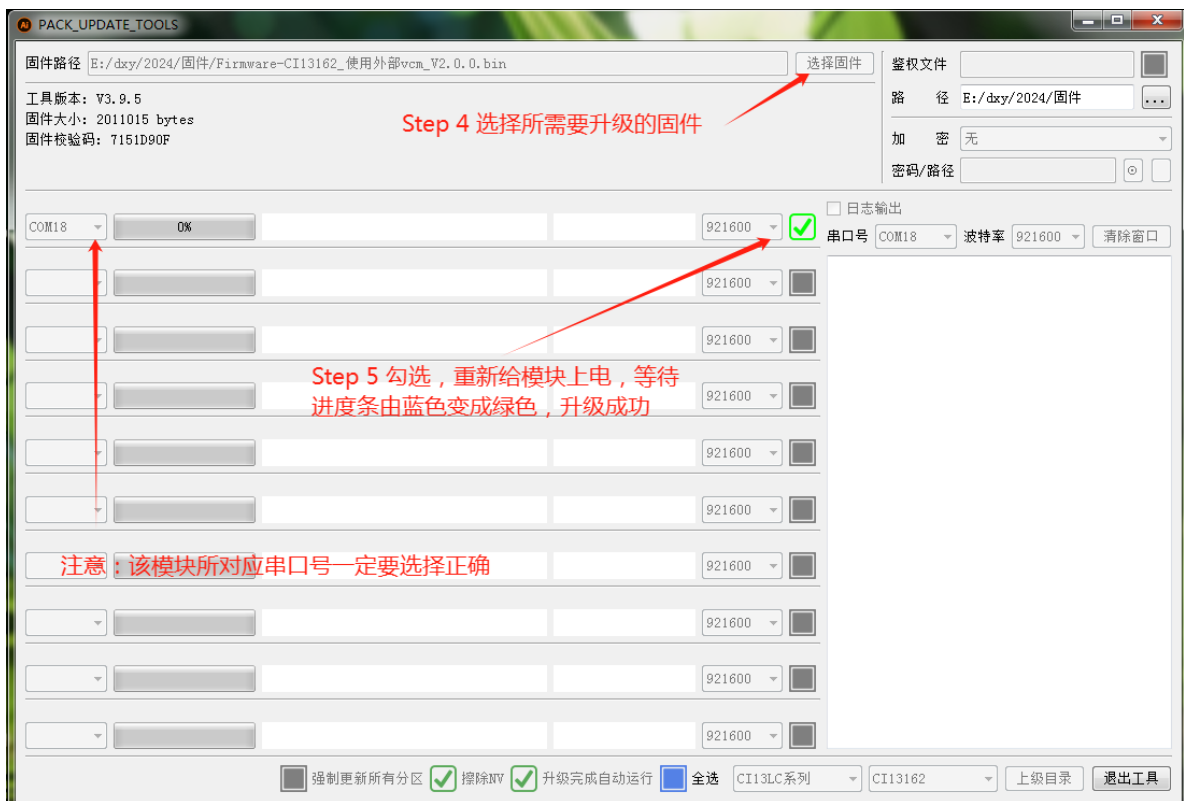 PACK_UPDATE_TOOLS
固件路径 E:/dxy/2024/固件/Firmware-CI13162_使用外部vcm_V2.0.0.bin 选择固件
鉴权文件
工具版本: V3.9.5
路 径 E:/dxy/2024/固件 ...
固件大小: 2011015 bytes
固件校验码: 7151D90F
Step 4 选择所需要升级的固件
加 密 无
密码/路径
日志输出
COM18 0% 921600
串口号 COM18 波特率 921600 清除窗口
921600
921600
Step 5 勾选，重新给模块上电，等待
进度条由蓝色变成绿色，升级成功
921600
921600
921600
注意：该模块所对应串口号一定要选择正确
921600
921600
921600
921600
强制更新所有分区 擦除NV 升级完成自动运行 全选 CI13LC系列 CI13162 上级目录 退出工具